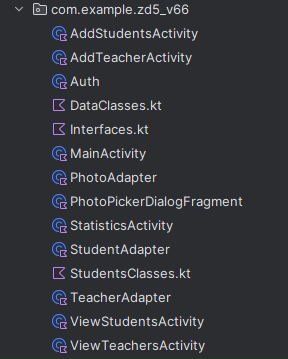 com.example.zd5_v66
AddStudentsActivity
AddTeacherActivity
Auth
DataClasses.kt
Interfaces.kt
MainActivity
PhotoAdapter
PhotoPickerDialogFragment
StatisticsActivity
StudentAdapter
StudentsClasses.kt
TeacherAdapter
ViewStudentsActivity
ViewTeachersActivity